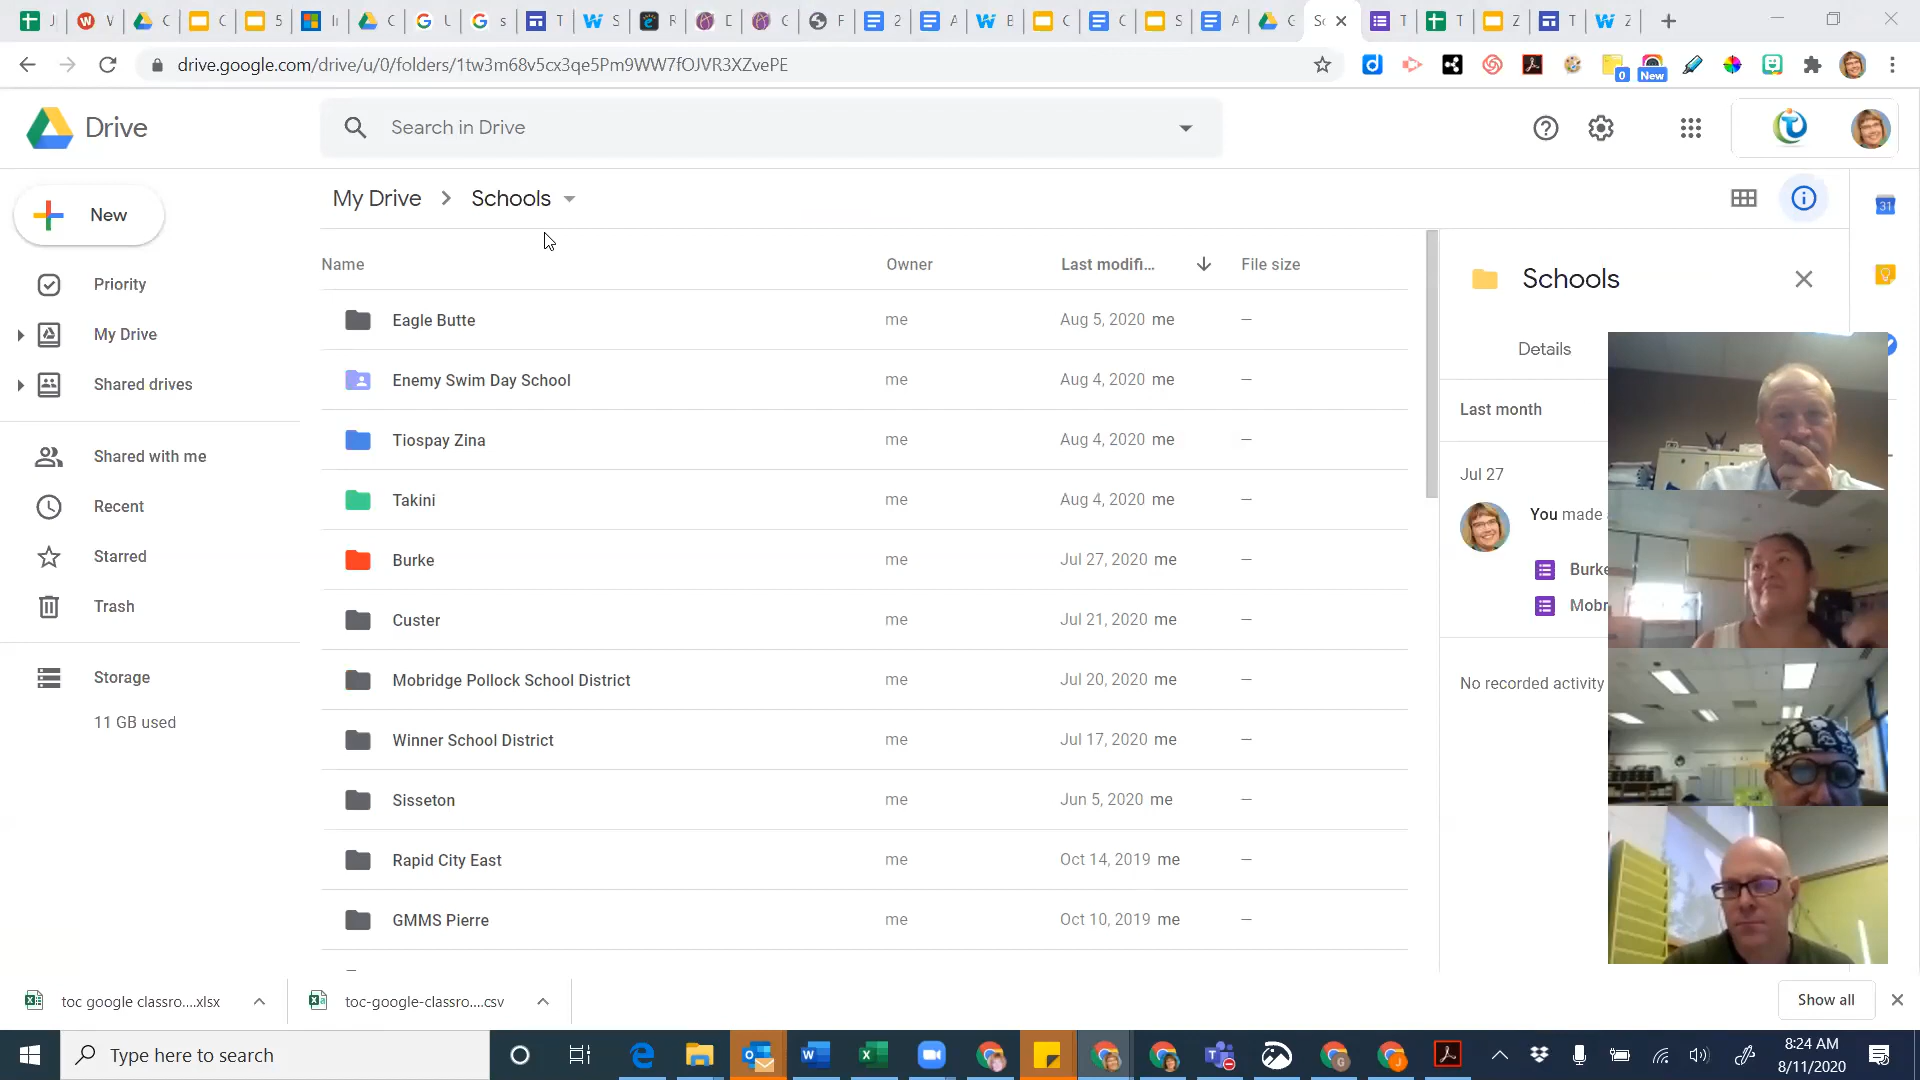 drive.google.com/drive/u/0/folders/1tw3m68v5cx3qe5Pm9WW7fOJVR3XZvePE
0
New
Drive
Search in Drive
New
My Drive
Schools
31
Name
Owner
Last modifi...
File size
Schools
Priority
My Drive
Shared drives
Shared with me
Recent
Starred
Trash
Storage
11 GB used
Eagle Butte me Aug 5, 2020 me –
Enemy Swim Day School me Aug 4, 2020 me –
Tiospay Zina me Aug 4, 2020 me –
Takini me Aug 4, 2020 me –
Burke me Jul 27, 2020 me –
Custer me Jul 21, 2020 me –
Mobridge Pollock School District me Jul 20, 2020 me –
Winner School District me Jul 17, 2020 me –
Sisseton me Jun 5, 2020 me –
Rapid City East me Oct 14, 2019 me –
GMMS Pierre me Oct 10, 2019 me –
Details
Last month
Jul 27
You made
Burke
Mobr
No recorded activity
toc google classro....xlsx
toc-google-classro....csv
Show all
Type here to search
8:24 AM
8/11/2020